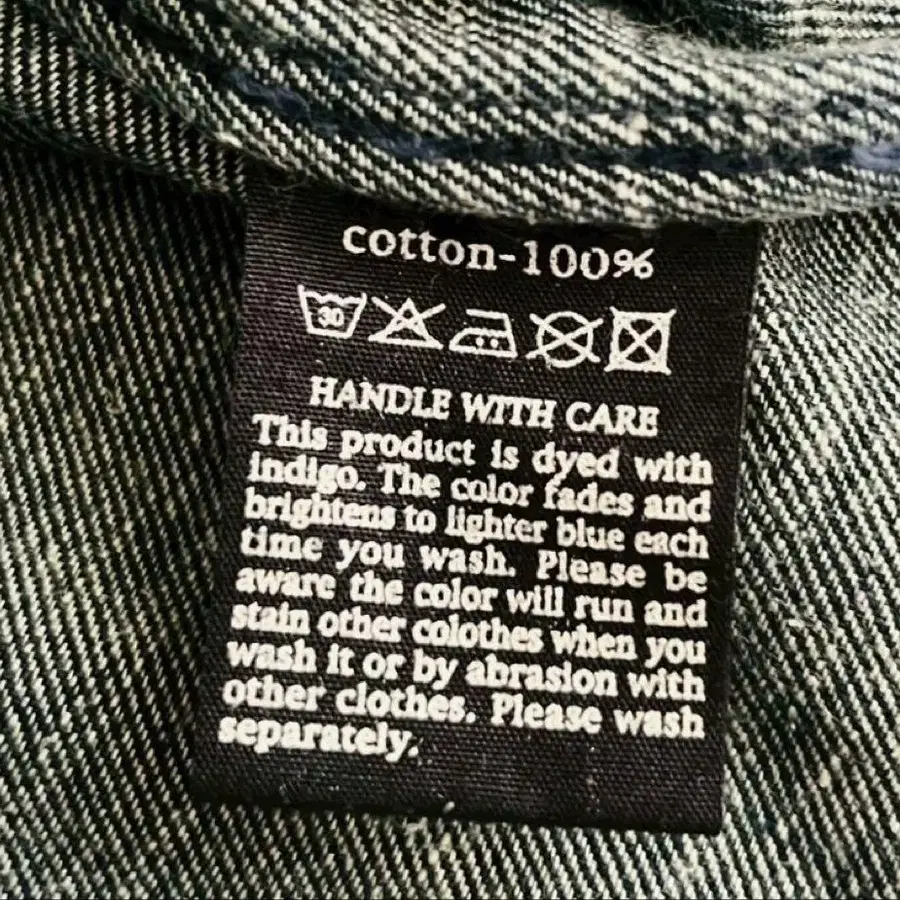 cotton-100%
30
HANDLE WITH CARE
This product is dyed with
indigo. The color fades and
brightens to lighter blue each
time you wash. Please be
aware the color will run and
stain other colothes when you
wash it or by abrasion with
other clothes. Please wash
separately.